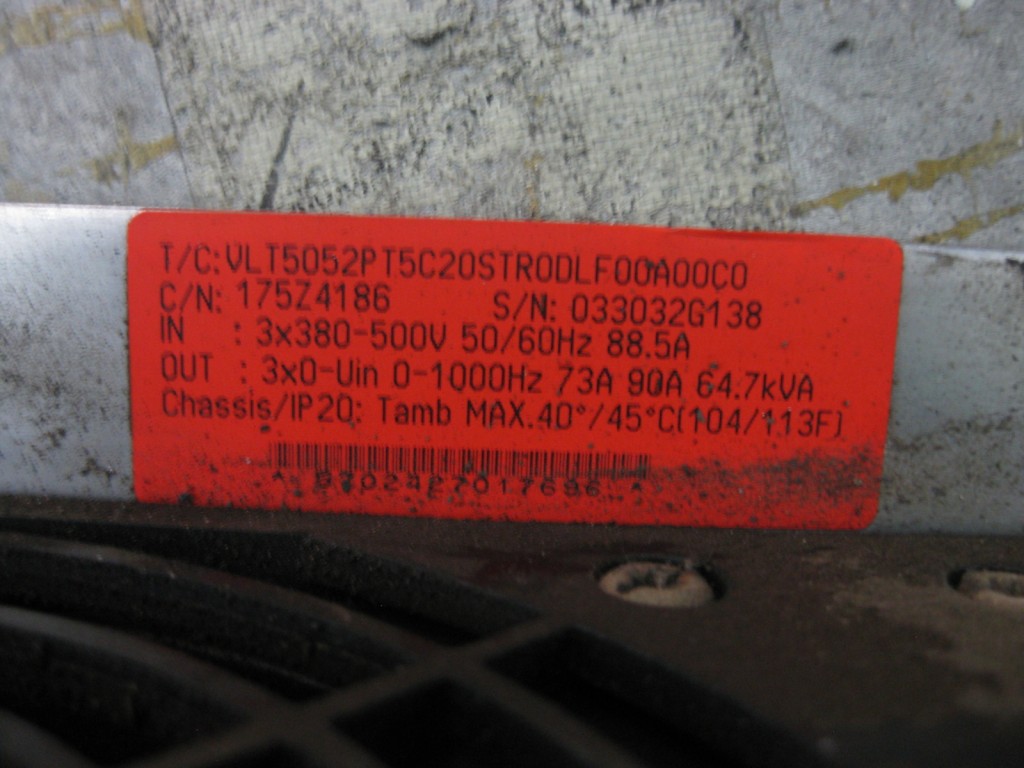 T/C: VLT5052PT5C20STR0DLF00A00C0
C/N: 175Z4186 S/N: 033032G138
IN : 3x380-500V 50/60Hz 88.5A
OUT : 3x0-Uin 0-1000Hz 73A 90A 64.7kVA
Chassis/IP20: Tamb MAX.40°/45°C(104/113F)